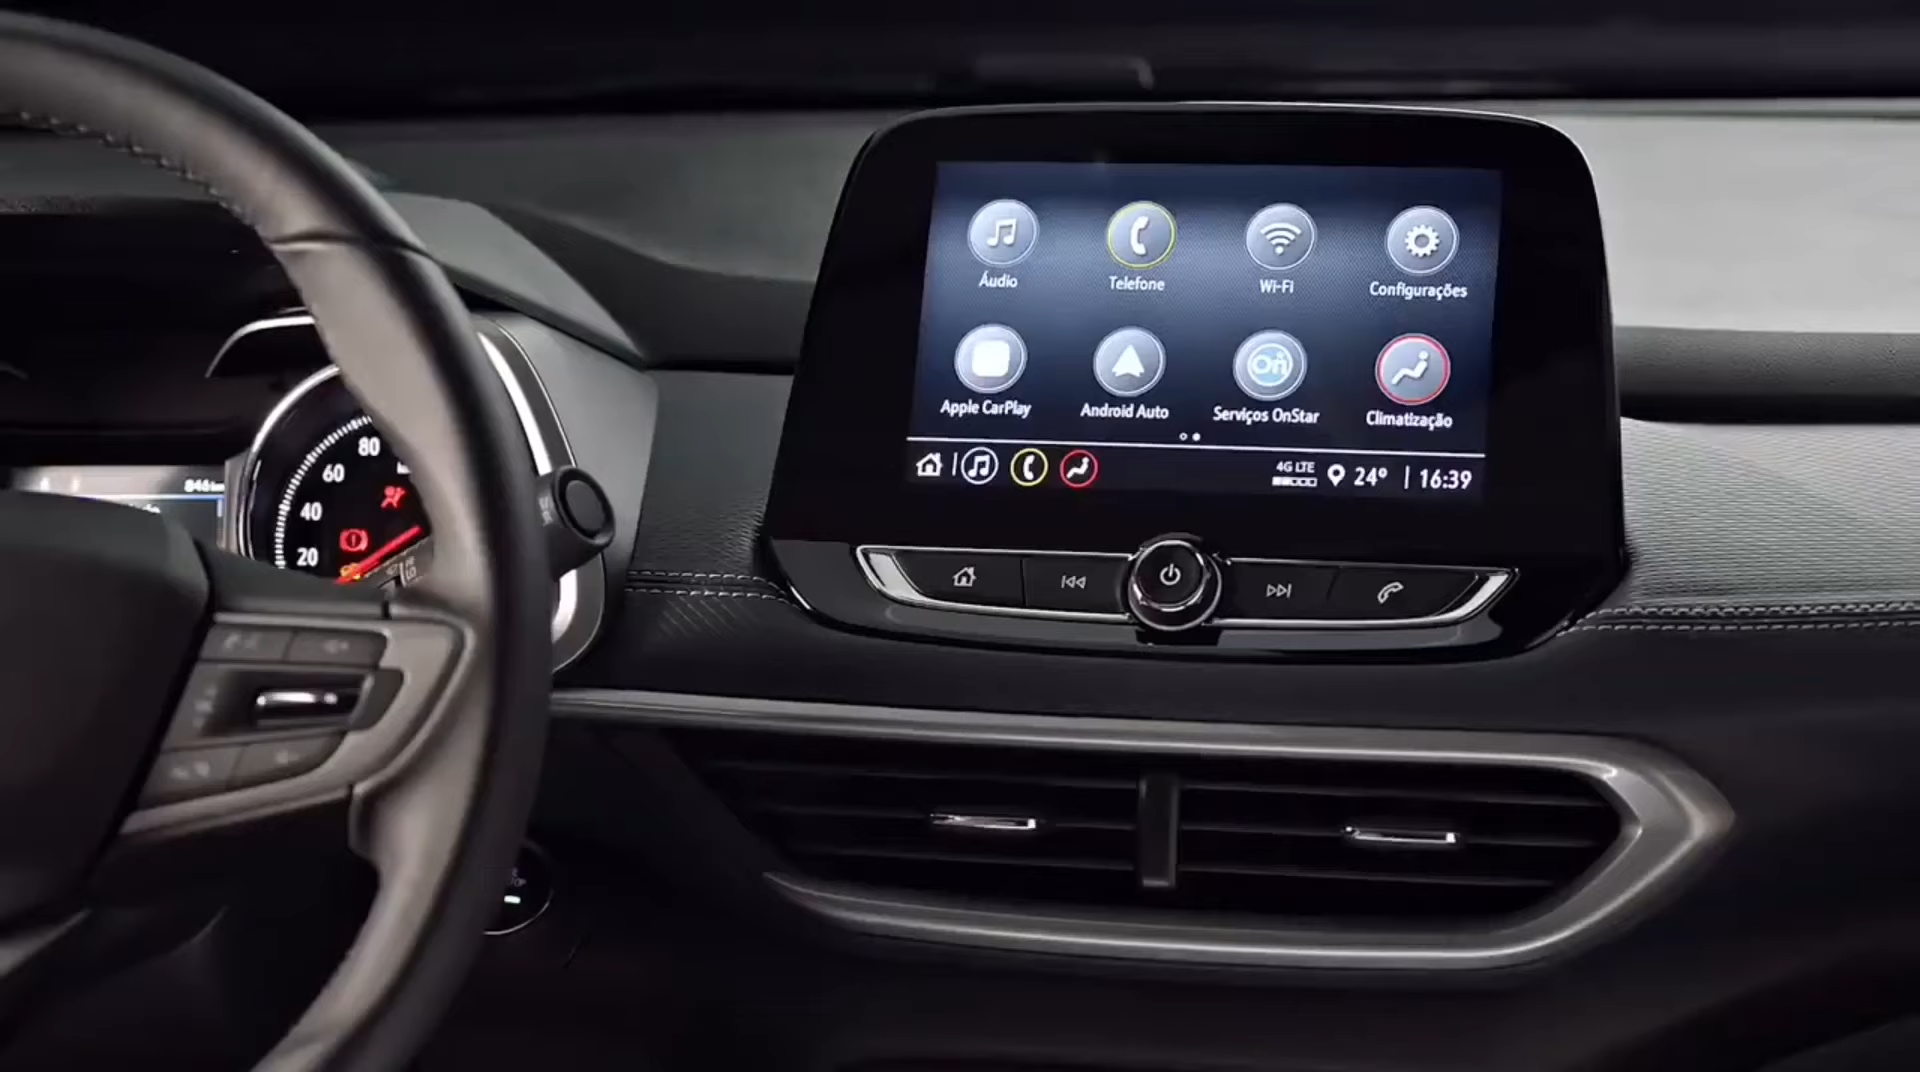 Áudio
Telefone
Wi-Fi
Configurações
Apple CarPlay
Android Auto
On
Serviços OnStar
Climatização
4G LTE
24°
16:39
80
60
40
20